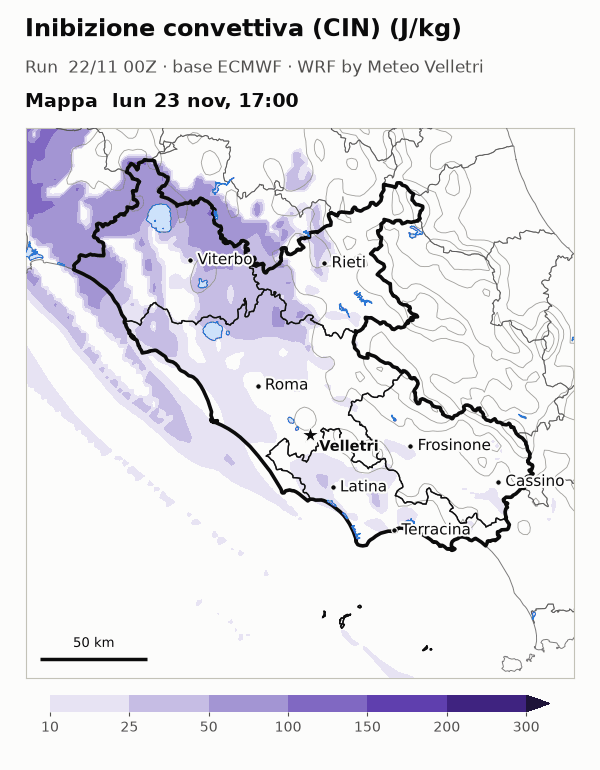 Inibizione convettiva (CIN) (J/kg)
Run  22/11 00Z · base ECMWF · WRF by Meteo Velletri
Mappa  lun 23 nov, 17:00
Viterbo
Rieti
Roma
Velletri
Frosinone
Cassino
Latina
Terracina
50 km
10 25 50 100 150 200 300